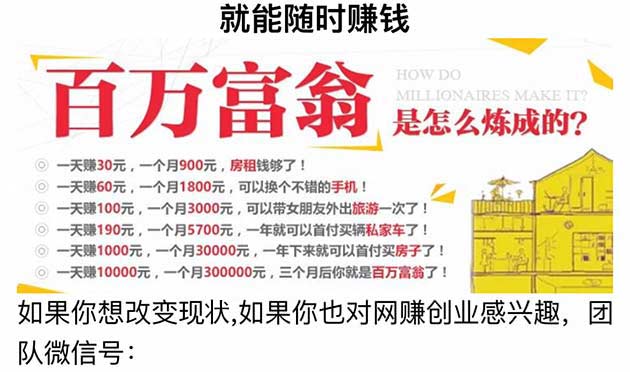 就能随时赚钱
百万富翁
HOW DO
MILLIONAIRES MAKE IT?
是怎么炼成的?
一天赚30元，一个月900元，房租钱够了！
一天赚60元，一个月1800元，可以换个不错的手机！
一天赚100元，一个月3000元，可以带女朋友外出旅游一次了！
一天赚190元，一个月5700元，一年就可以首付买辆私家车了！
一天赚1000元，一个月30000元，一年下来就可以首付买房子了！
一天赚10000元，一个月300000元，三个月后你就是百万富翁了！
如果你想改变现状,如果你也对网赚创业感兴趣，团
队微信号：